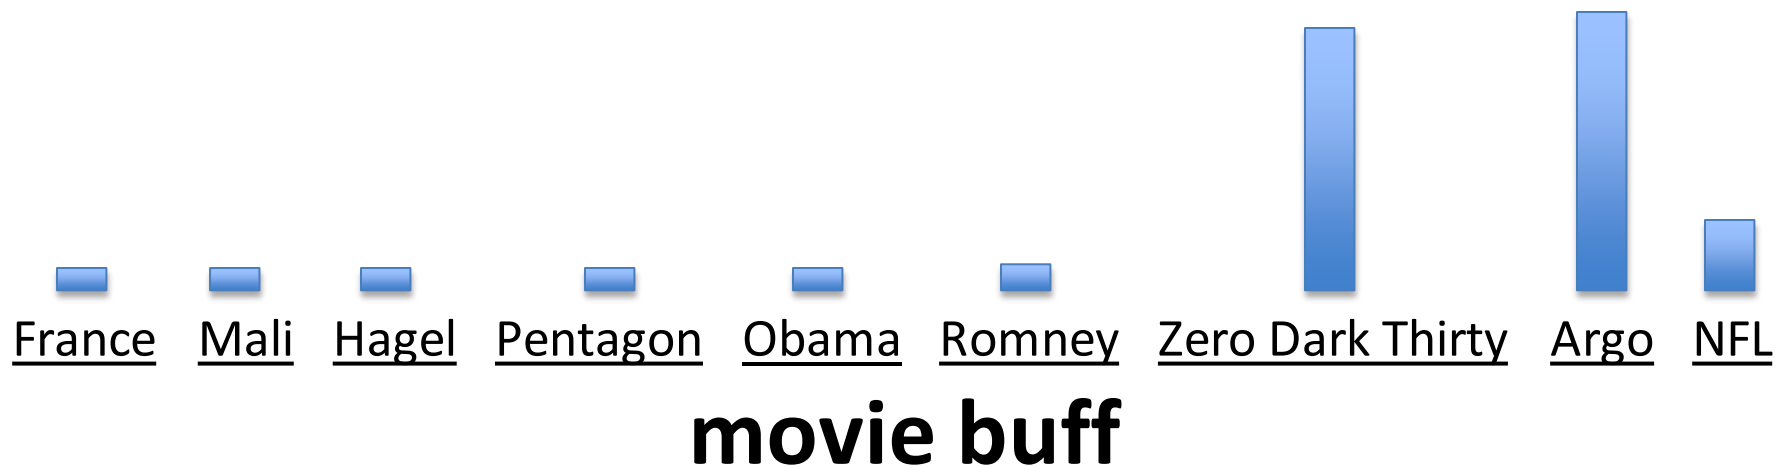 France Mali Hagel Pentagon Obama Romney Zero Dark Thirty Argo NFL
movie buff